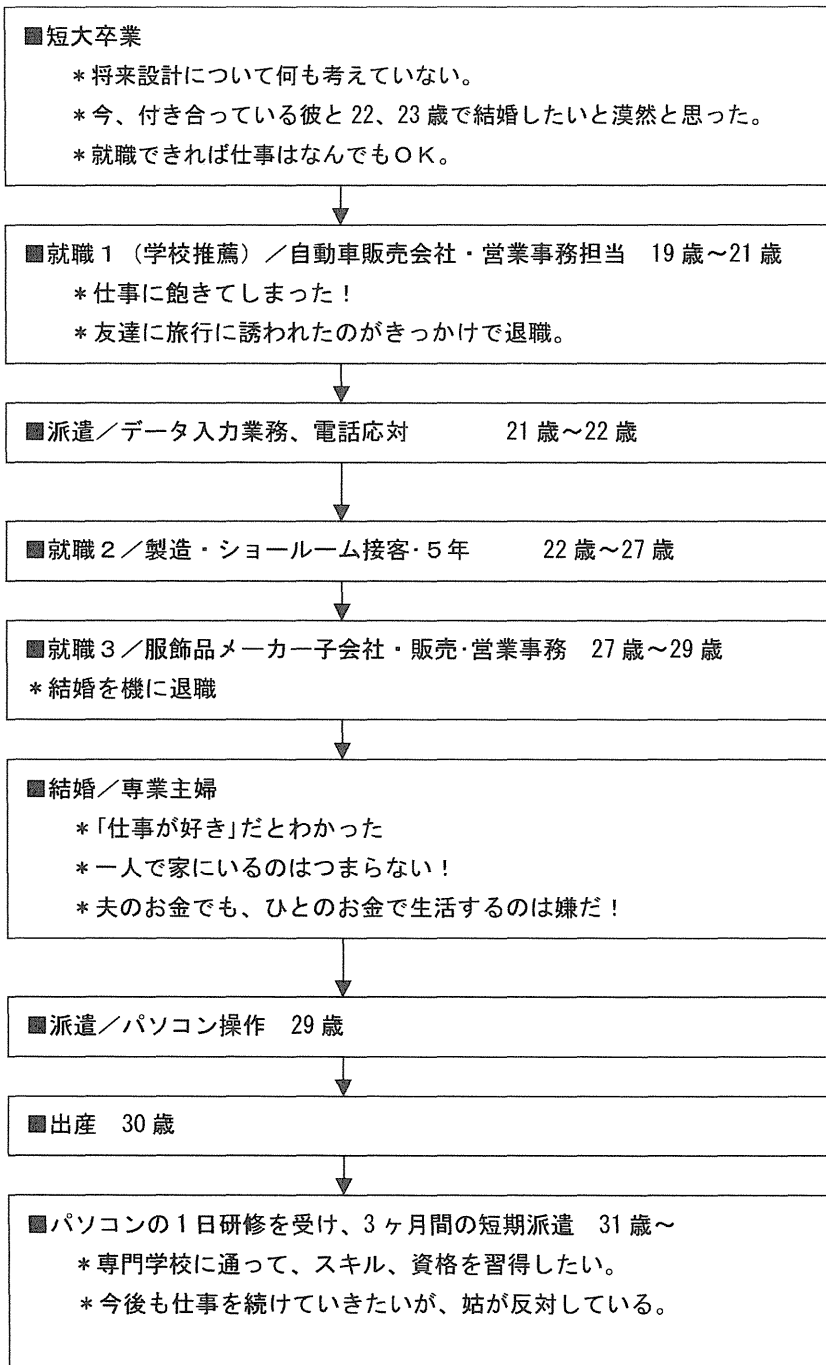 ■短大卒業
＊将来設計について何も考えていない。
＊今、付き合っている彼と 22、23 歳で結婚したいと漠然と思った。
＊就職できれば仕事はなんでもＯＫ。
■就職１（学校推薦）／自動車販売会社・営業事務担当　19 歳～21 歳
＊仕事に飽きてしまった！
＊友達に旅行に誘われたのがきっかけで退職。
■派遣／データ入力業務、電話応対　21 歳～22 歳
■就職２／製造・ショールーム接客・５年　22 歳～27 歳
■就職３／服飾品メーカー子会社・販売・営業事務　27 歳～29 歳
＊結婚を機に退職
■結婚／専業主婦
＊「仕事が好き」だとわかった
＊一人で家にいるのはつまらない！
＊夫のお金でも、ひとのお金で生活するのは嫌だ！
■派遣／パソコン操作　29 歳
■出産　30 歳
■パソコンの１日研修を受け、３ヶ月間の短期派遣　31 歳～
＊専門学校に通って、スキル、資格を習得したい。
＊今後も仕事を続けていきたいが、姑が反対している。